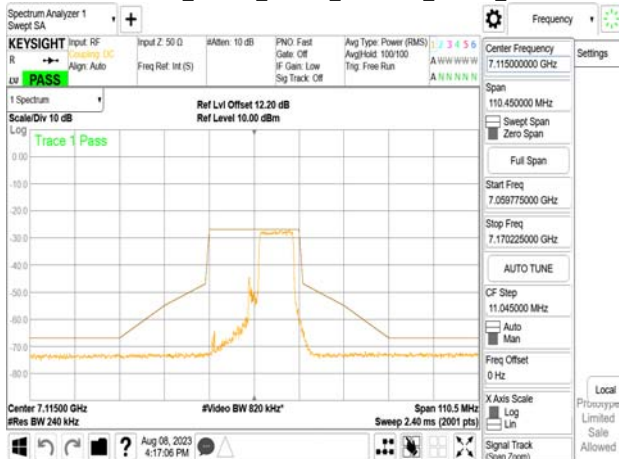 Spectrum Analyzer 1
Swept SA
+
Frequency
KEYSIGHT
Input: RF
Coupling: DC
Align: Auto
Input Z: 50 Ω
Freq Ref: Int (S)
#Atten: 10 dB
PNO: Fast
Gate: Off
IF Gain: Low
Sig Track: Off
Avg Type: Power (RMS)
Avg|Hold: 100/100
Trig: Free Run
1 2 3 4 5 6
A W W W W W
A N N N N N
R
LV PASS
1 Spectrum
Scale/Div 10 dB
Ref Lvl Offset 12.20 dB
Ref Level 10.00 dBm
Log
Trace 1 Pass
0.00
-10.0
-20.0
-30.0
-40.0
-50.0
-60.0
-70.0
-80.0
Center 7.11500 GHz
#Res BW 240 kHz
#Video BW 820 kHz*
Span 110.5 MHz
Sweep 2.40 ms (2001 pts)
?
Aug 08, 2023
4:17:06 PM
Center Frequency
7.115000000 GHz
Settings
Span
110.450000 MHz
Swept Span
Zero Span
Full Span
Start Freq
7.059775000 GHz
Stop Freq
7.170225000 GHz
AUTO TUNE
CF Step
11.045000 MHz
Auto
Man
Freq Offset
0 Hz
X Axis Scale
Log
Lin
Signal Track
(Span Zoom)
Local
Prototype
Limited
Sale
Allowed